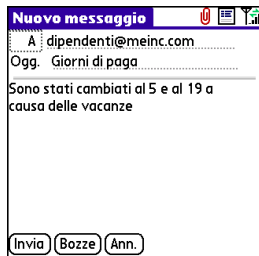 Nuovo messaggio
A dipendenti@meinc.com
Ogg. Giorni di paga
Sono stati cambiati al 5 e al 19 a
causa delle vacanze
Invia Bozze Ann.